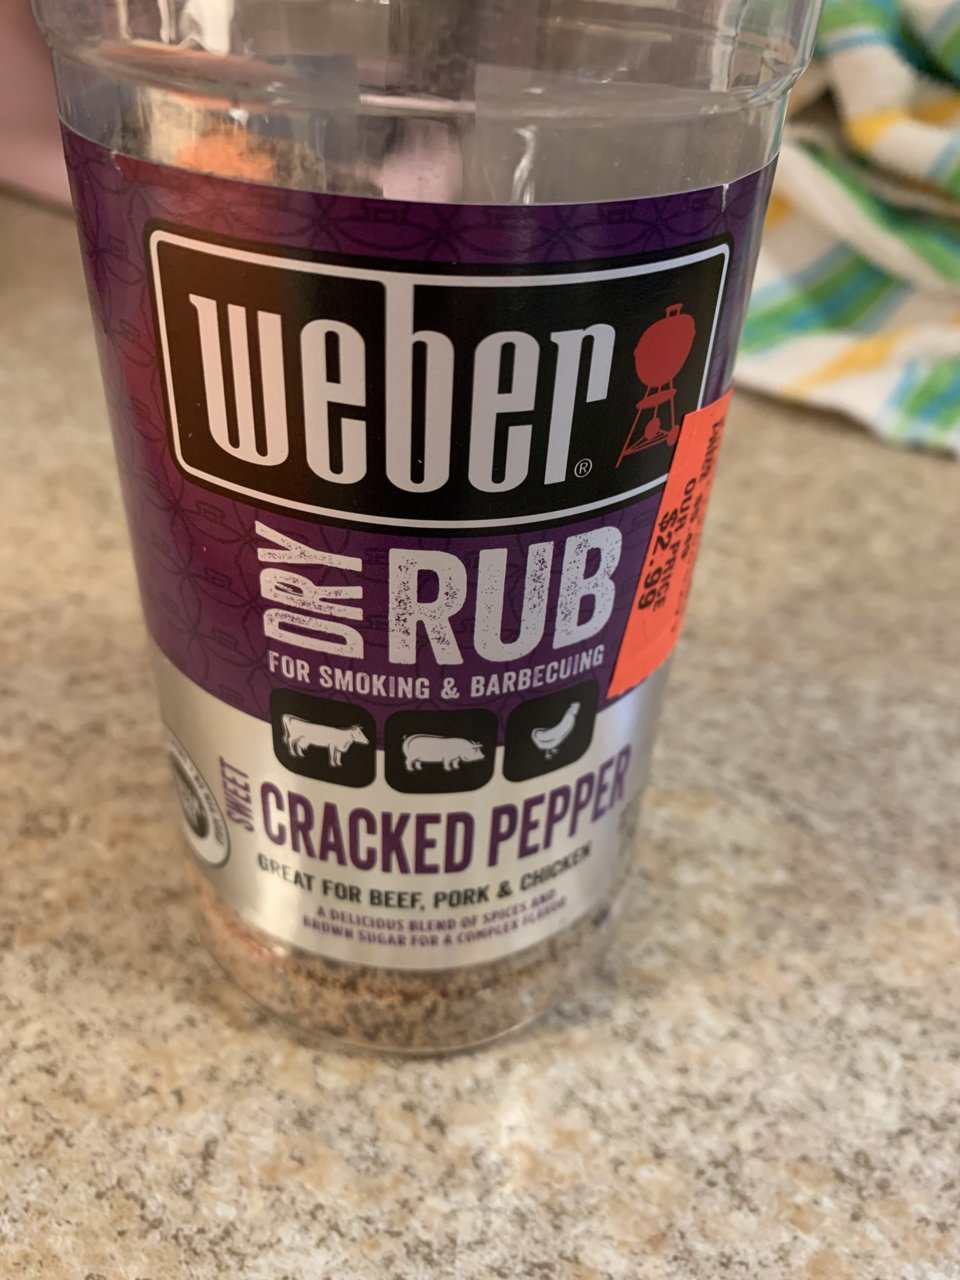 weber®
DRY RUB
FOR SMOKING & BARBECUING
SWEET
CRACKED PEPPER
GREAT FOR BEEF, PORK & CHICKEN
A DELICIOUS BLEND OF SPICES AND
BROWN SUGAR FOR A COMPLEX FLAVOR
OUR PRICE
$2.99